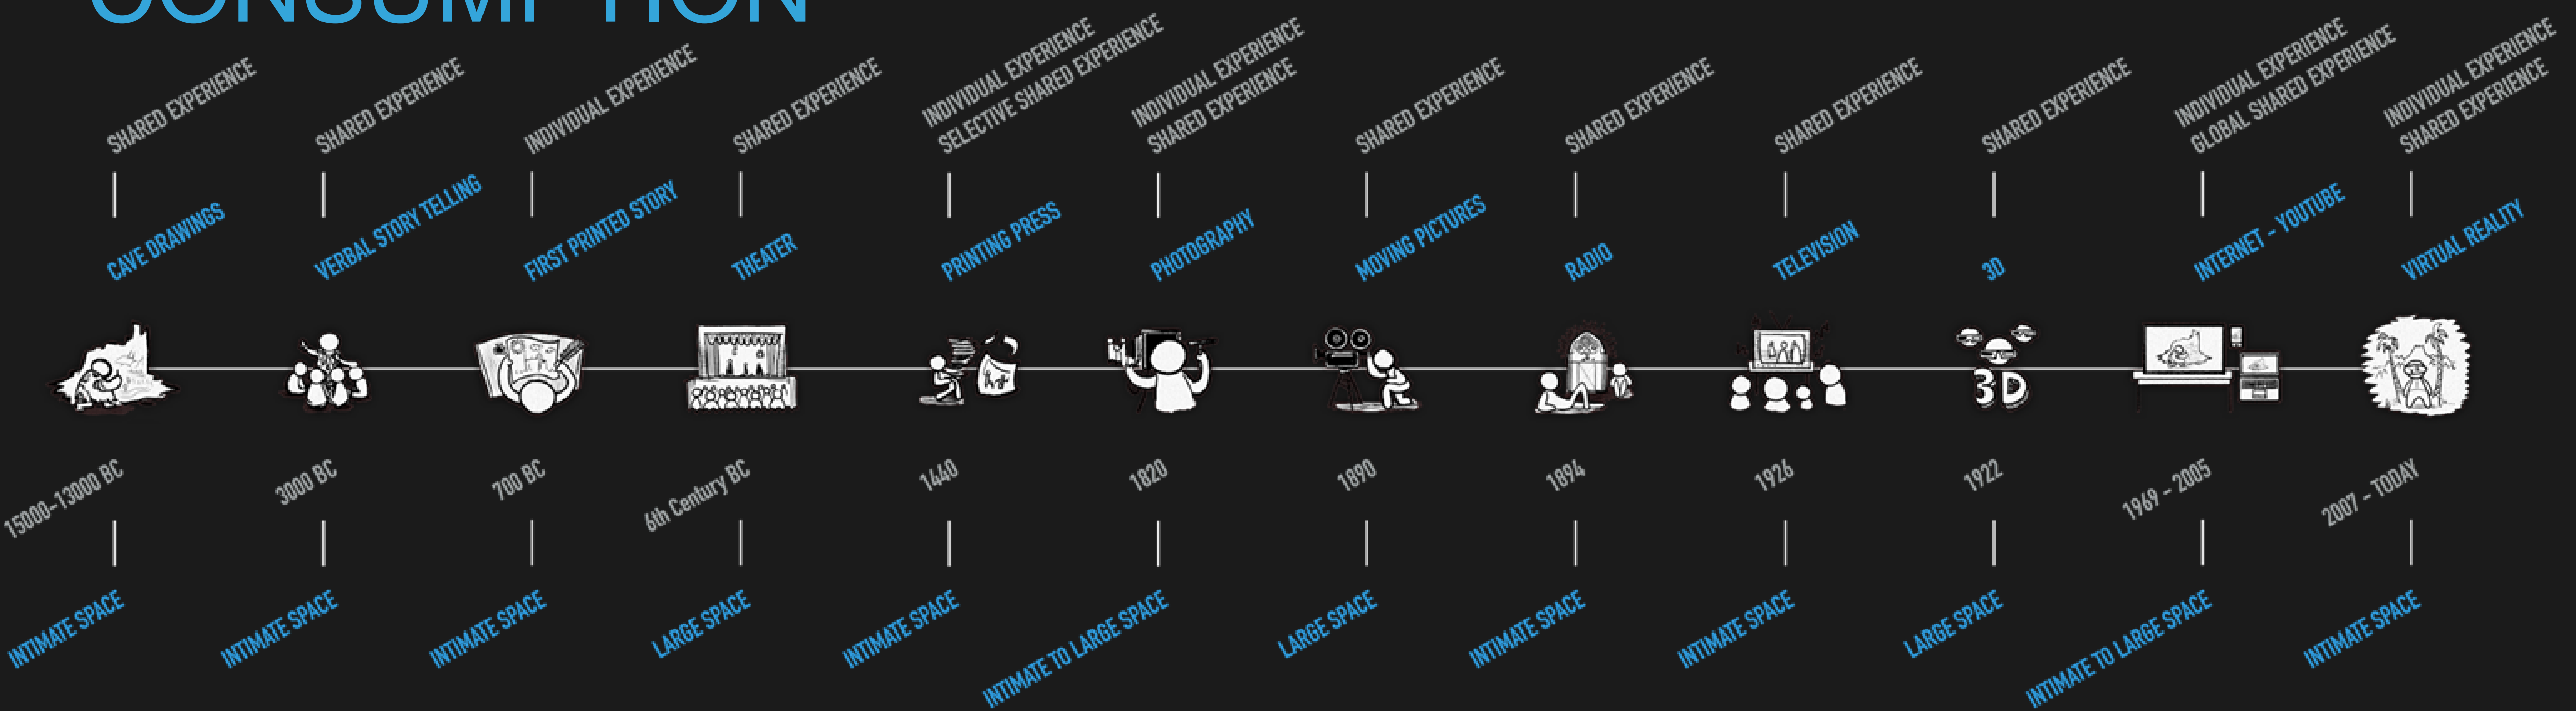 CONSUMPTION
SHARED EXPERIENCE
SHARED EXPERIENCE
INDIVIDUAL EXPERIENCE
SHARED EXPERIENCE
INDIVIDUAL EXPERIENCE
SELECTIVE SHARED EXPERIENCE
INDIVIDUAL EXPERIENCE
SHARED EXPERIENCE
SHARED EXPERIENCE
SHARED EXPERIENCE
SHARED EXPERIENCE
SHARED EXPERIENCE
INDIVIDUAL EXPERIENCE
GLOBAL SHARED EXPERIENCE
INDIVIDUAL EXPERIENCE
SHARED EXPERIENCE
CAVE DRAWINGS
VERBAL STORY TELLING
FIRST PRINTED STORY
THEATER
PRINTING PRESS
PHOTOGRAPHY
MOVING PICTURES
RADIO
TELEVISION
3D
INTERNET - YOUTUBE
VIRTUAL REALITY
3D
15000-13000 BC
3000 BC
700 BC
6th Century BC
1440
1820
1890
1894
1926
1922
1969 - 2005
2007 - TODAY
INTIMATE SPACE
INTIMATE SPACE
INTIMATE SPACE
LARGE SPACE
INTIMATE SPACE
INTIMATE TO LARGE SPACE
LARGE SPACE
INTIMATE SPACE
INTIMATE SPACE
LARGE SPACE
INTIMATE TO LARGE SPACE
INTIMATE SPACE